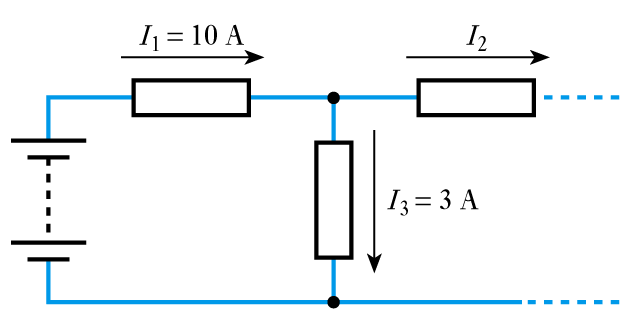 I₁ = 10 A
I₂
I₃ = 3 A